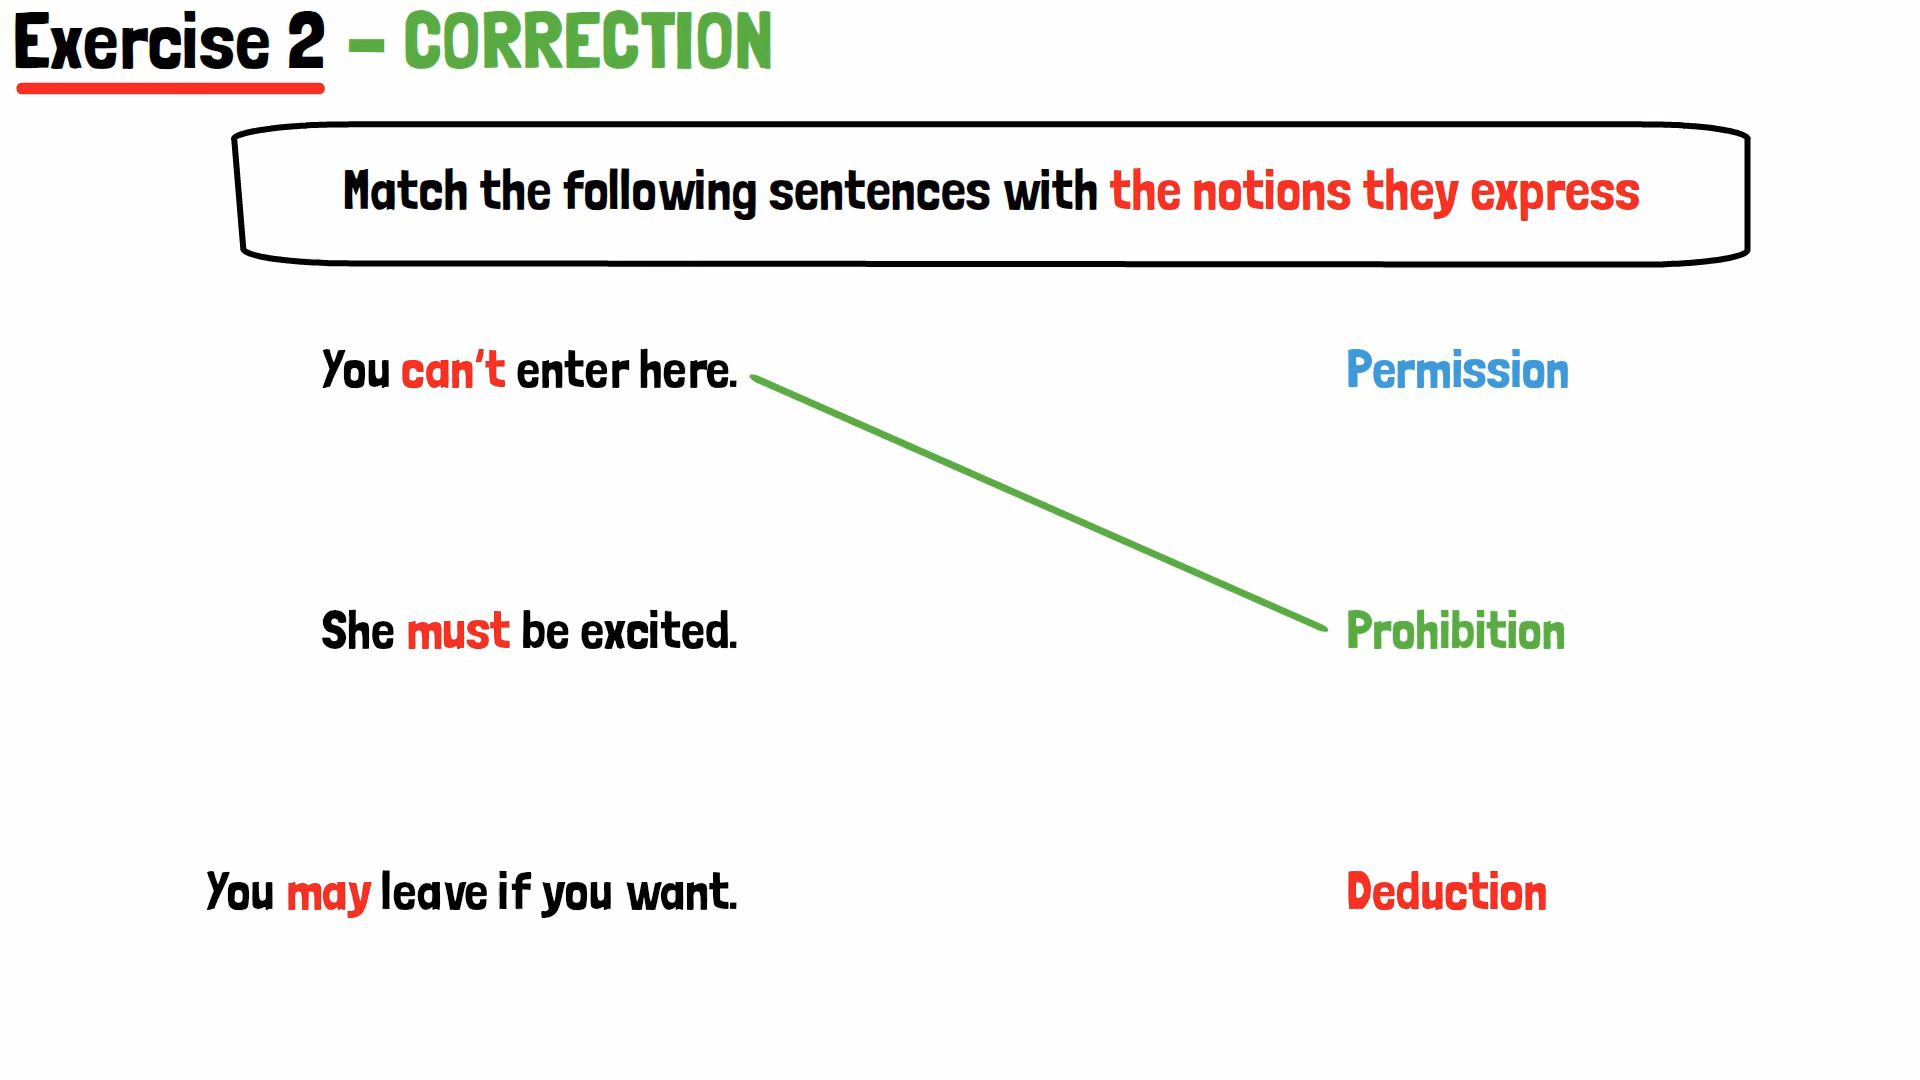 Exercise 2 - CORRECTION
Match the following sentences with the notions they express
You can't enter here.
Permission
She must be excited.
Prohibition
You may leave if you want.
Deduction